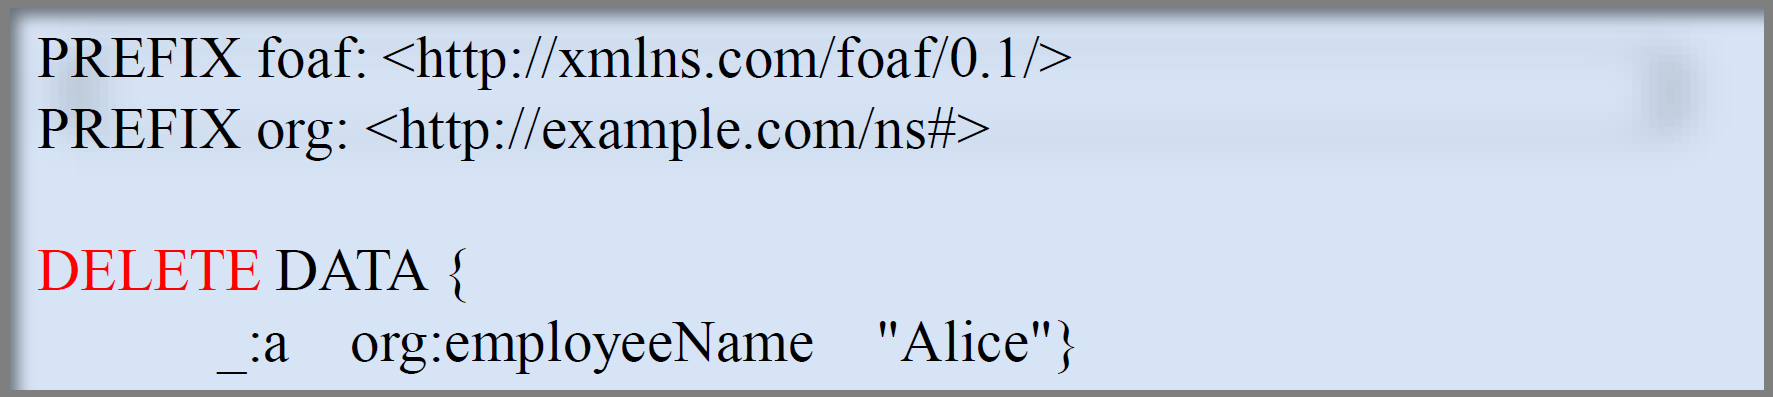 PREFIX foaf: <http://xmlns.com/foaf/0.1/>
PREFIX org: <http://example.com/ns#>
DELETE DATA {
_:a org:employeeName "Alice"}